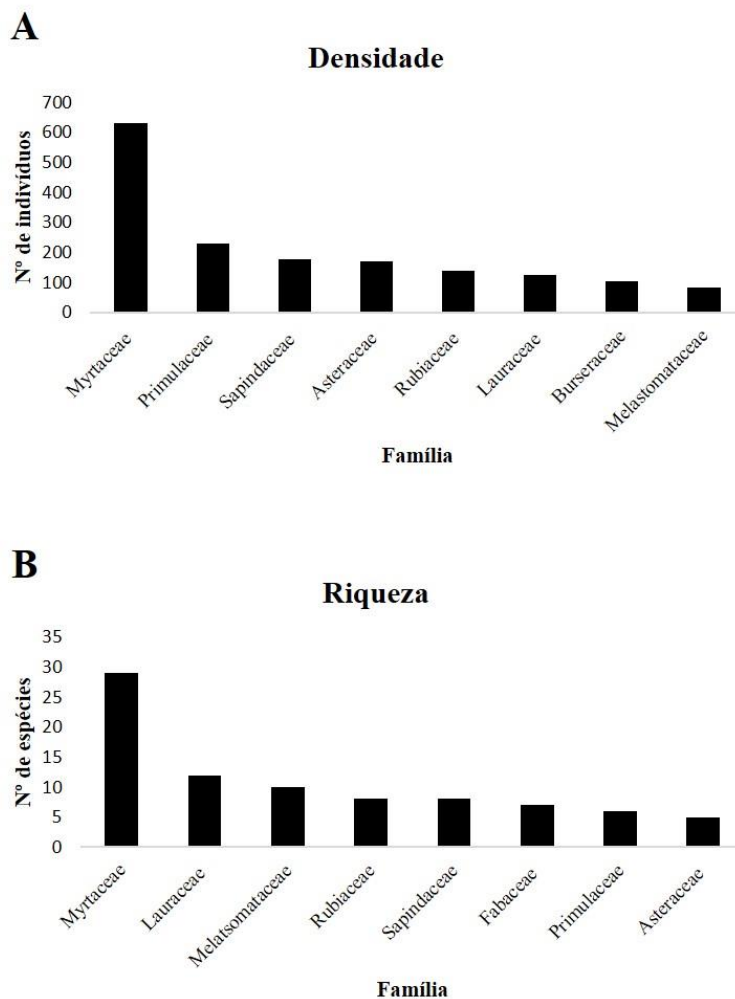 A
Densidade
Nº de indivíduos
700
600
500
400
300
200
100
0
Myrtaceae
Primulaceae
Sapindaceae
Asteraceae
Rubiaceae
Lauraceae
Burseraceae
Melastomataceae
Família
B
Riqueza
Nº de espécies
35
30
25
20
15
10
5
0
Myrtaceae
Lauraceae
Melatsomataceae
Rubiaceae
Sapindaceae
Fabaceae
Primulaceae
Asteraceae
Família